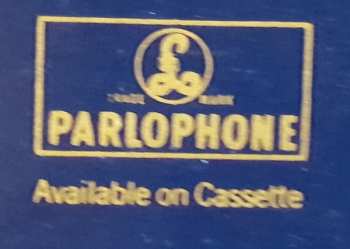 £
TRADE MARK
PARLOPHONE
Available on Cassette